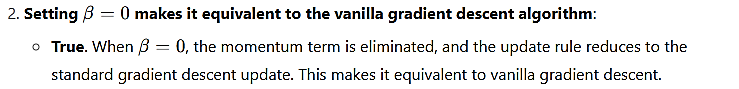 2. Setting β = 0 makes it equivalent to the vanilla gradient descent algorithm:
○ True. When β = 0, the momentum term is eliminated, and the update rule reduces to the
standard gradient descent update. This makes it equivalent to vanilla gradient descent.